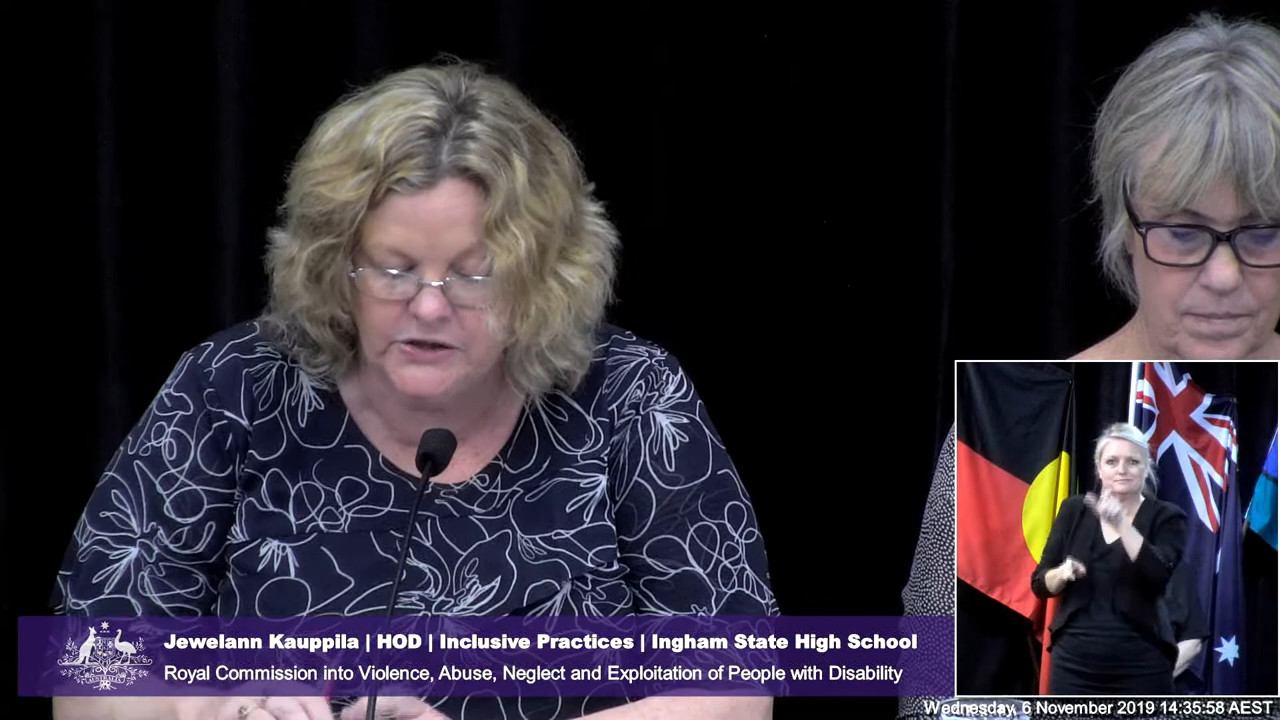 Jewelann Kauppila | HOD | Inclusive Practices | Ingham State High School
Royal Commission into Violence, Abuse, Neglect and Exploitation of People with Disability
Wednesday, 6 November 2019 14:35:58 AEST